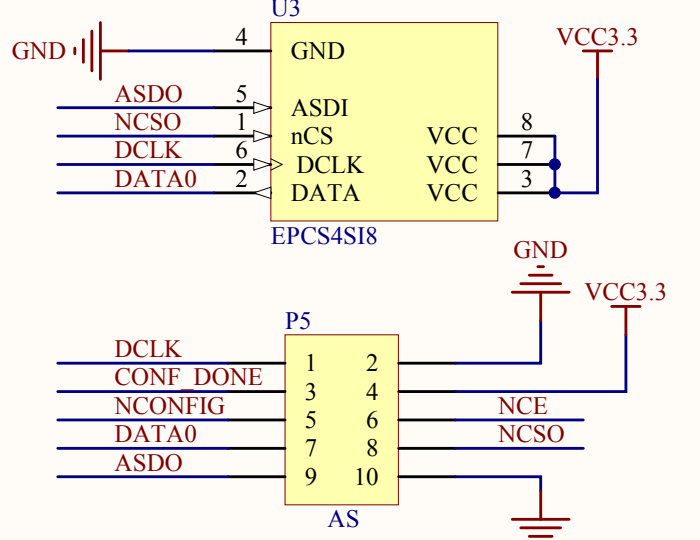 U3
GND 4 GND VCC3.3
ASDO 5 ASDI
NCSO 1 nCS VCC 8
DCLK 6 DCLK VCC 7
DATA0 2 DATA VCC 3
EPCS4SI8
GND
VCC3.3
P5
DCLK 1 2
CONF_DONE 3 4
NCONFIG 5 6 NCE
DATA0 7 8 NCSO
ASDO 9 10
AS